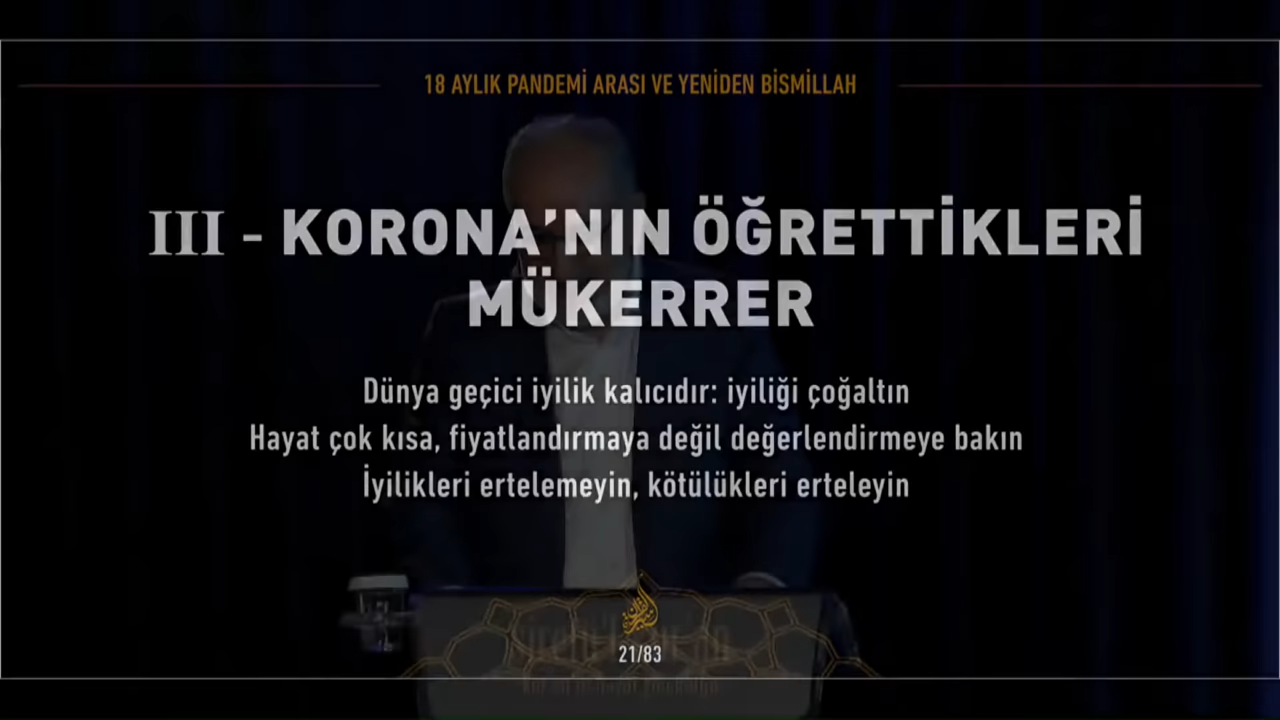 18 AYLIK PANDEMİ ARASI VE YENİDEN BİSMİLLAH
III - KORONA'NIN ÖĞRETTİKLERİ
MÜKERRER
Dünya geçici iyilik kalıcıdır: iyiliği çoğaltın
Hayat çok kısa, fiyatlandırmaya değil değerlendirmeye bakın
İyilikleri ertelemeyin, kötülükleri erteleyin
21/83